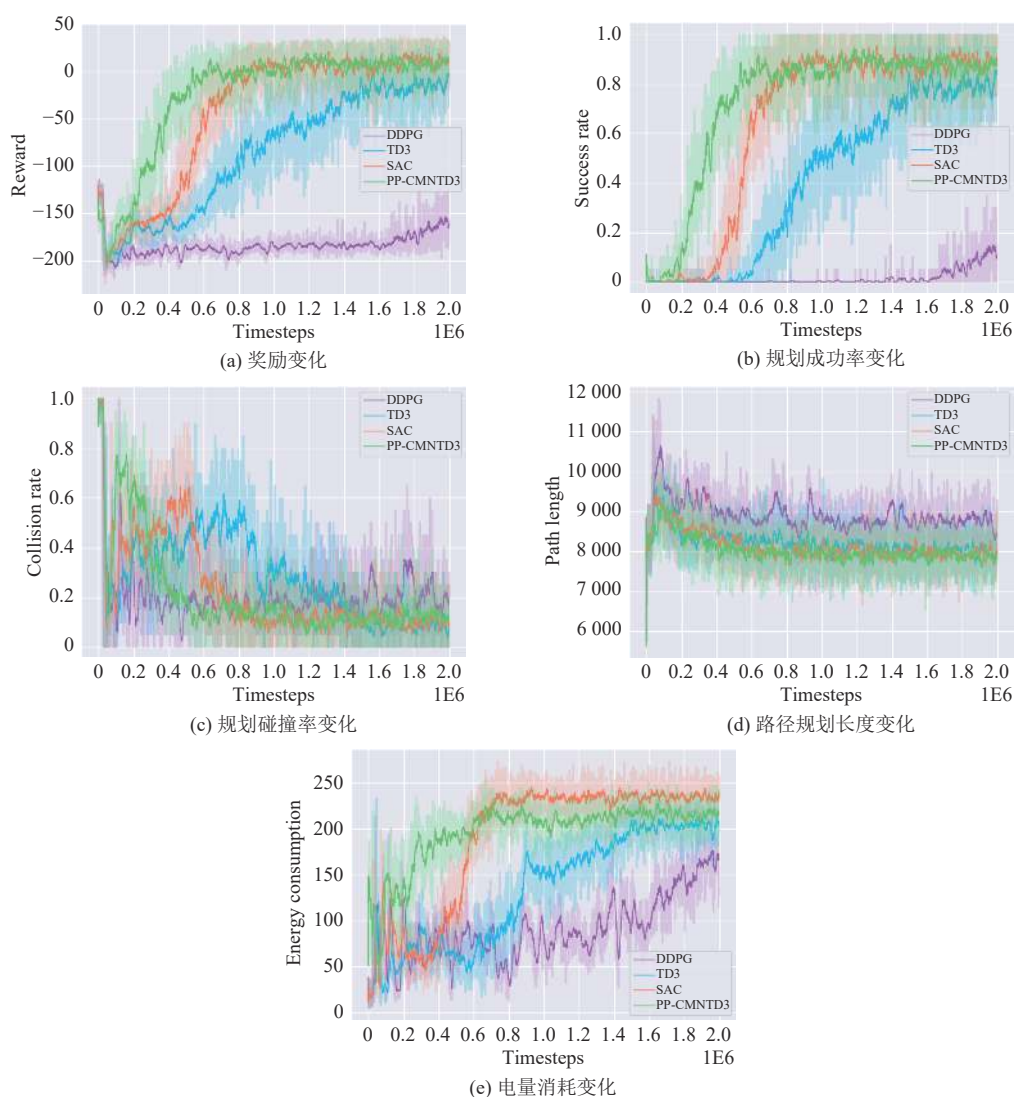 50
0
−50
−100
−150
−200
Reward
DDPG
TD3
SAC
PP-CMNTD3
0 0.2 0.4 0.6 0.8 1.0 1.2 1.4 1.6 1.8 2.0
Timesteps 1E6
(a) 奖励变化
1.0
0.8
0.6
0.4
0.2
0
Success rate
DDPG
TD3
SAC
PP-CMNTD3
0 0.2 0.4 0.6 0.8 1.0 1.2 1.4 1.6 1.8 2.0
Timesteps 1E6
(b) 规划成功率变化
1.0
0.8
0.6
0.4
0.2
0
Collision rate
DDPG
TD3
SAC
PP-CMNTD3
0 0.2 0.4 0.6 0.8 1.0 1.2 1.4 1.6 1.8 2.0
Timesteps 1E6
(c) 规划碰撞率变化
12 000
11 000
10 000
9 000
8 000
7 000
6 000
Path length
DDPG
TD3
SAC
PP-CMNTD3
0 0.2 0.4 0.6 0.8 1.0 1.2 1.4 1.6 1.8 2.0
Timesteps 1E6
(d) 路径规划长度变化
250
200
150
100
50
0
Energy consumption
DDPG
TD3
SAC
PP-CMNTD3
0 0.2 0.4 0.6 0.8 1.0 1.2 1.4 1.6 1.8 2.0
Timesteps 1E6
(e) 电量消耗变化